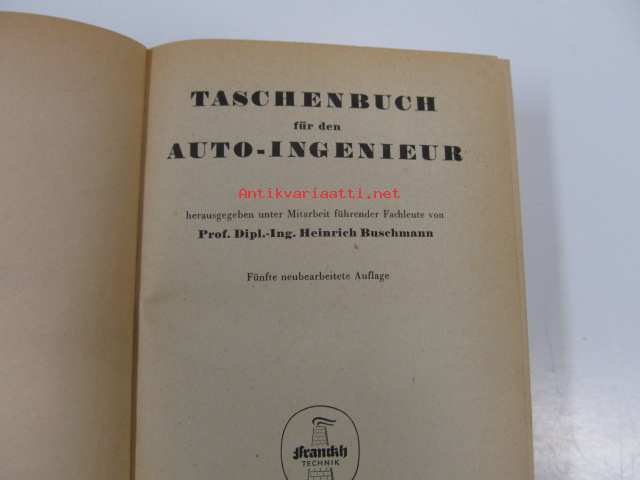 TASCHENBUCH
für den
AUTO-INGENIEUR
Antikvariaatti.net
herausgegeben unter Mitarbeit führender Fachleute von
Prof. Dipl.-Ing. Heinrich Buschmann
Fünfte neubearbeitete Auflage
Franckh
TECHNIK